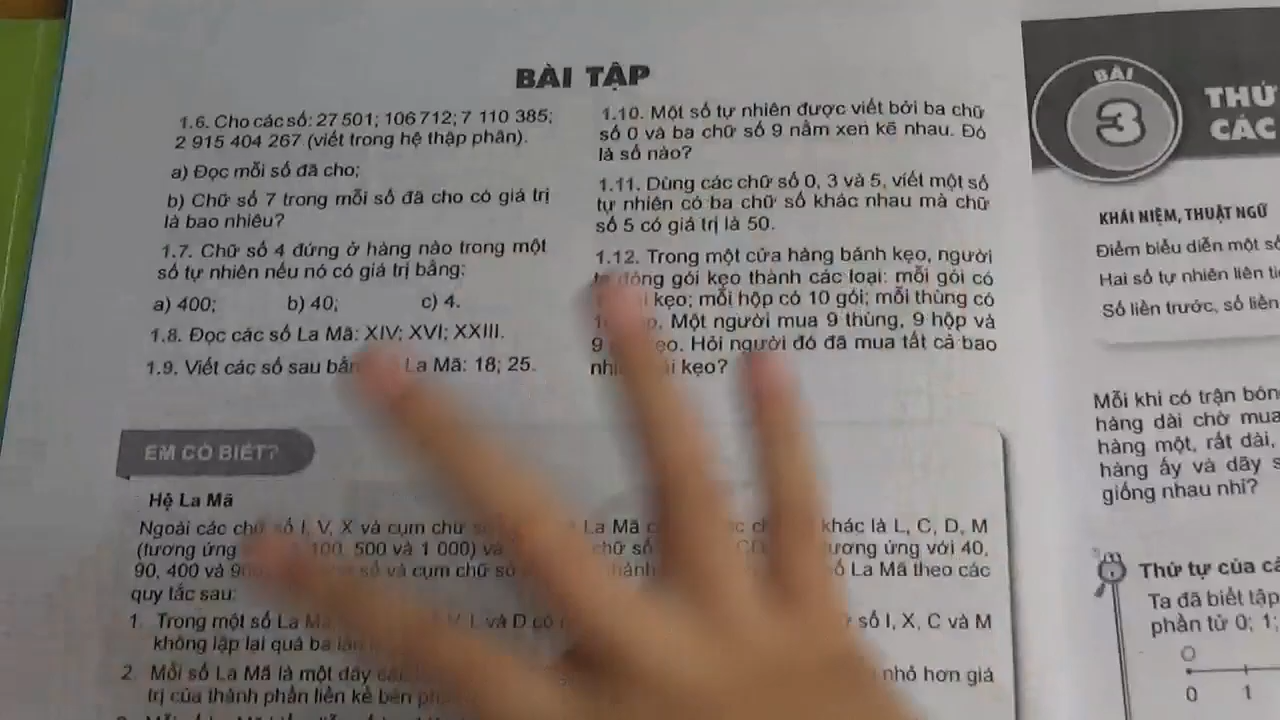 BÀI TẬP
1.6. Cho các số: 27 501; 106 712; 7 110 385;
2 915 404 267 (viết trong hệ thập phân).
a) Đọc mỗi số đã cho;
b) Chữ số 7 trong mỗi số đã cho có giá trị
là bao nhiêu?
1.7. Chữ số 4 đứng ở hàng nào trong một
số tự nhiên nếu nó có giá trị bằng:
a) 400; b) 40; c) 4.
1.8. Đọc các số La Mã: XIV; XVI; XXIII.
1.9. Viết các số sau La Mã: 18; 25.
1.10. Một số tự nhiên được viết bởi ba chữ
số 0 và ba chữ số 9 nằm xen kẽ nhau. Đó
là số nào?
1.11. Dùng các chữ số 0, 3 và 5, viết một số
tự nhiên có ba chữ số khác nhau mà chữ
số 5 có giá trị là 50.
1.12. Trong một cửa hàng bánh kẹo, người
đóng gói kẹo thành các loại: mỗi gói có
kẹo; mỗi hộp có 10 gói; mỗi thùng có
Một người mua 9 thùng, 9 hộp và
9 Hỏi người đó đã mua tất cả bao
kẹo?
EM CÓ BIẾT?
Hệ La Mã
Ngoài các chữ số I, V, X và cụm chữ La Mã khác là L, C, D, M
(tương ứng 100, 500 và 1 000) và chữ số tương ứng với 40,
90, 400 và số và cụm chữ số La Mã theo các
quy tắc sau:
1. Trong một số La L và D có số I, X, C và M
không lặp lại quá ba lần
2. Mỗi số La Mã là một dãy nhỏ hơn giá
trị của thành phần liền kề bên
BÀI
3
THỨ
CÁC
KHÁI NIỆM, THUẬT NGỮ
Điểm biểu diễn một số
Hai số tự nhiên liên
Số liền trước, số liền
Mỗi khi có trận bón
hàng dài chờ mua
hàng một, rất dài,
hàng ấy và dãy s
giống nhau nhỉ?
Thứ tự của cá
Ta đã biết tập
phần tử 0; 1;
O
0 1